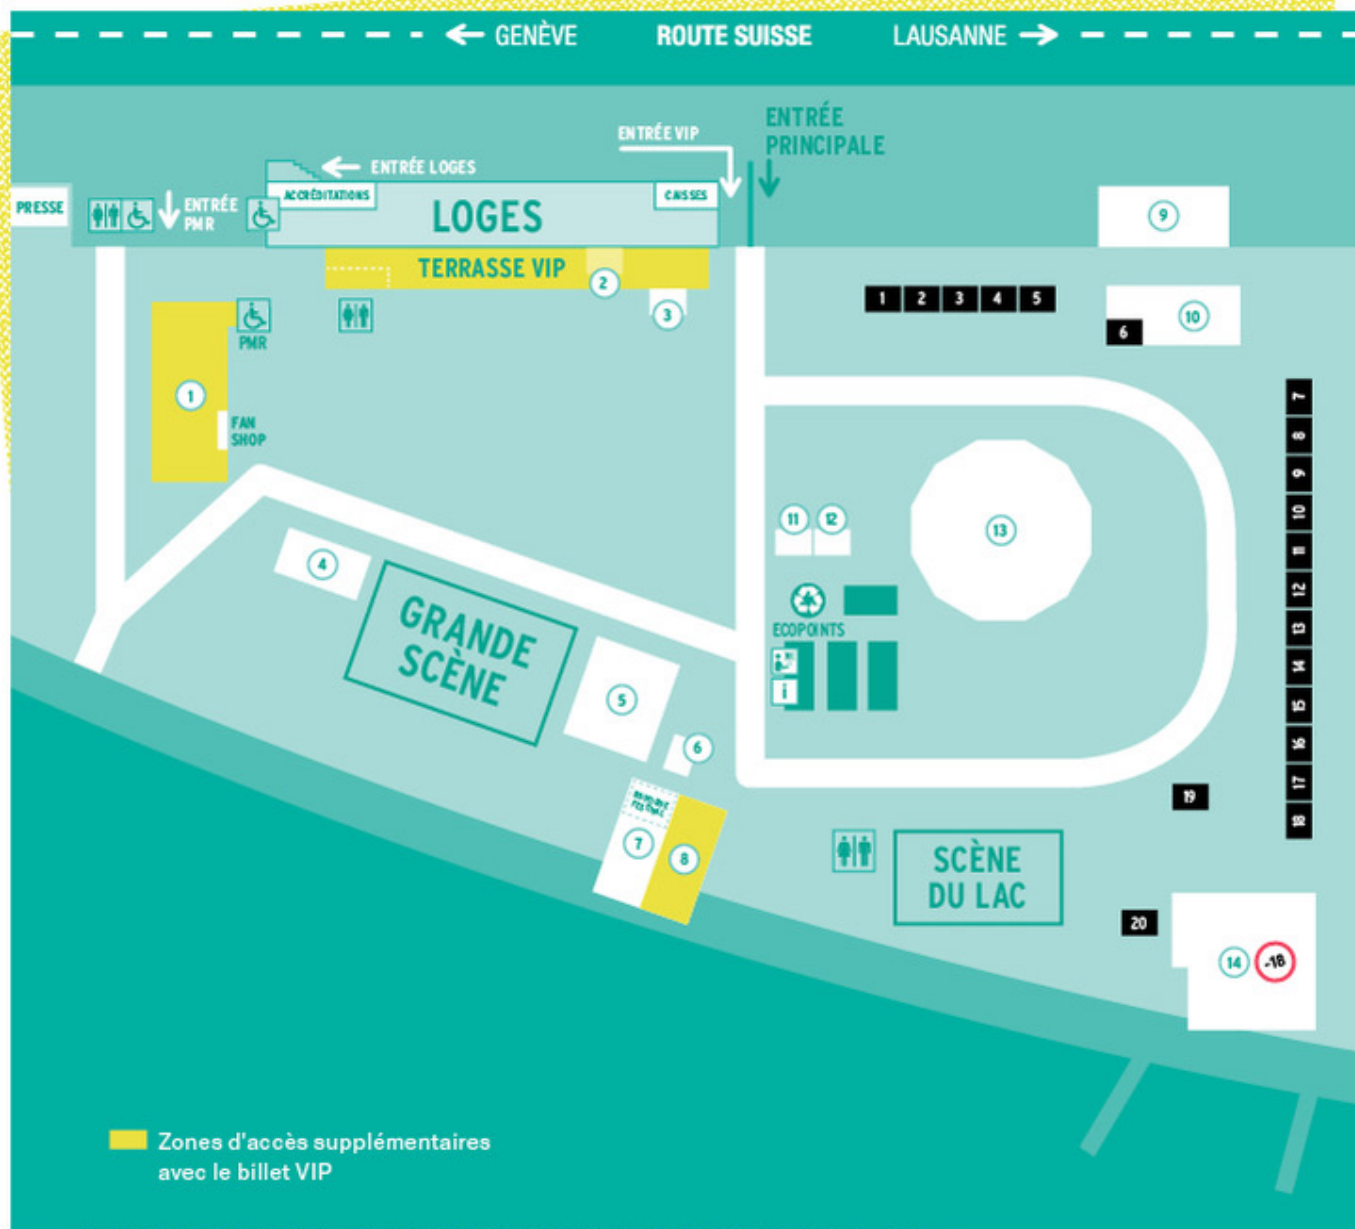 GENÈVE
ROUTE SUISSE
LAUSANNE
ENTRÉE VIP
ENTRÉE
PRINCIPALE
ENTRÉE LOGES
PRESSE
ENTRÉE
PMR
ACCRÉDITATIONS
CAISSES
LOGES
9
TERRASSE VIP
2
3
1 2 3 4 5
10
6
PMR
1
FAN
SHOP
7
8
9
10
11
12
13
14
15
16
17
18
11
12
13
4
GRANDE
SCÈNE
ECOPOINTS
i
5
6
7
8
19
SCÈNE
DU LAC
20
14
-18
Zones d'accès supplémentaires
avec le billet VIP